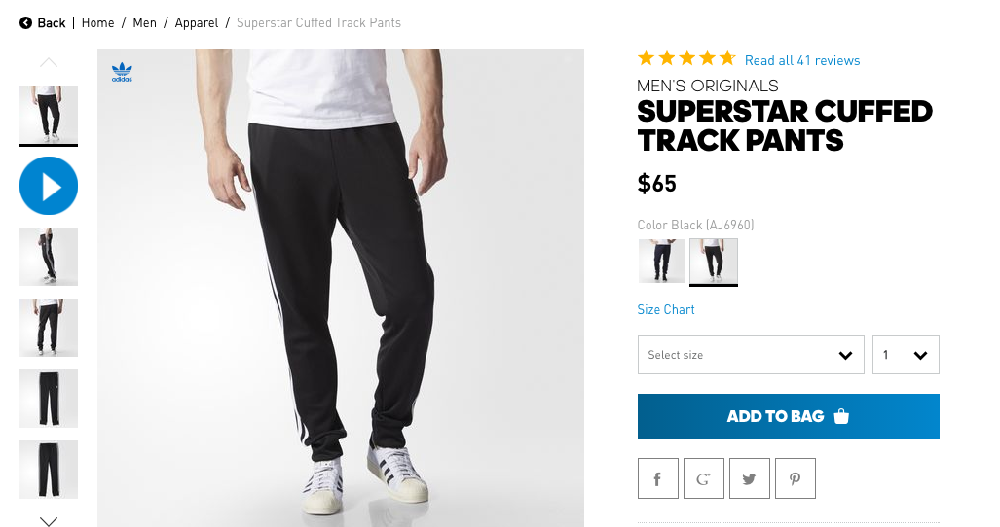 Back | Home / Men / Apparel / Superstar Cuffed Track Pants
adidas
Read all 41 reviews
MEN'S ORIGINALS
SUPERSTAR CUFFED
TRACK PANTS
$65
Color Black (AJ6960)
Size Chart
Select size
1
ADD TO BAG